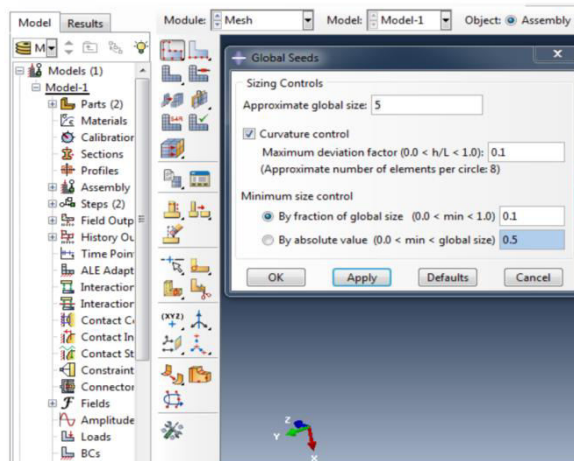 Model Results
Module: Mesh Model: Model-1 Object: Assembly
M
Models (1)
Model-1
Parts (2)
Materials
Calibration
Sections
Profiles
Assembly
Steps (2)
Field Outp
History Ou
Time Poin
ALE Adapt
Interaction
Interaction
Contact Co
Contact In
Contact St
Constraint
Connector
Fields
Amplitude
Loads
BCs
(XYZ)
Global Seeds
Sizing Controls
Approximate global size: 5
Curvature control
Maximum deviation factor (0.0 < h/L < 1.0): 0.1
(Approximate number of elements per circle: 8)
Minimum size control
By fraction of global size (0.0 < min < 1.0) 0.1
By absolute value (0.0 < min < global size) 0.5
OK Apply Defaults Cancel
Z
Y
X